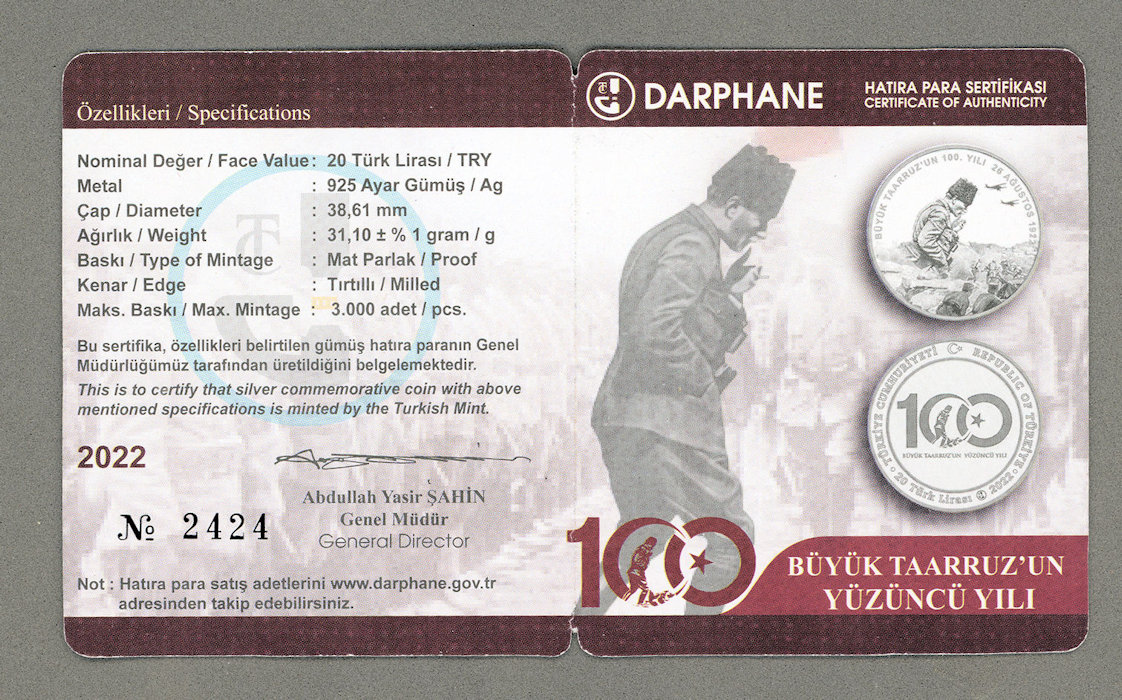 Özellikleri / Specifications
Nominal Değer / Face Value : 20 Türk Lirası / TRY
Metal : 925 Ayar Gümüş / Ag
Çap / Diameter : 38,61 mm
Ağırlık / Weight : 31,10 ± % 1 gram / g
Baskı / Type of Mintage : Mat Parlak / Proof
Kenar / Edge : Tırtıllı / Milled
Maks. Baskı / Max. Mintage : 3.000 adet / pcs.
Bu sertifika, özellikleri belirtilen gümüş hatıra paranın Genel
Müdürlüğümüz tarafından üretildiğini belgelemektedir.
This is to certify that silver commemorative coin with above
mentioned specifications is minted by the Turkish Mint.
2022
Abdullah Yasir ŞAHİN
Genel Müdür
General Director
№ 2424
Not : Hatıra para satış adetlerini www.darphane.gov.tr
adresinden takip edebilirsiniz.
TC
TC
DARPHANE
HATIRA PARA SERTİFİKASI
CERTIFICATE OF AUTHENTICITY
BÜYÜK TAARRUZ'UN 100. YILI 26 AĞUSTOS 1922
TÜRKİYE CUMHURİYETİ REPUBLIC OF TÜRKİYE
100
BÜYÜK TAARRUZ'UN YÜZÜNCÜ YILI
20 Türk Lirası 2022
100
BÜYÜK TAARRUZ'UN
YÜZÜNCÜ YILI